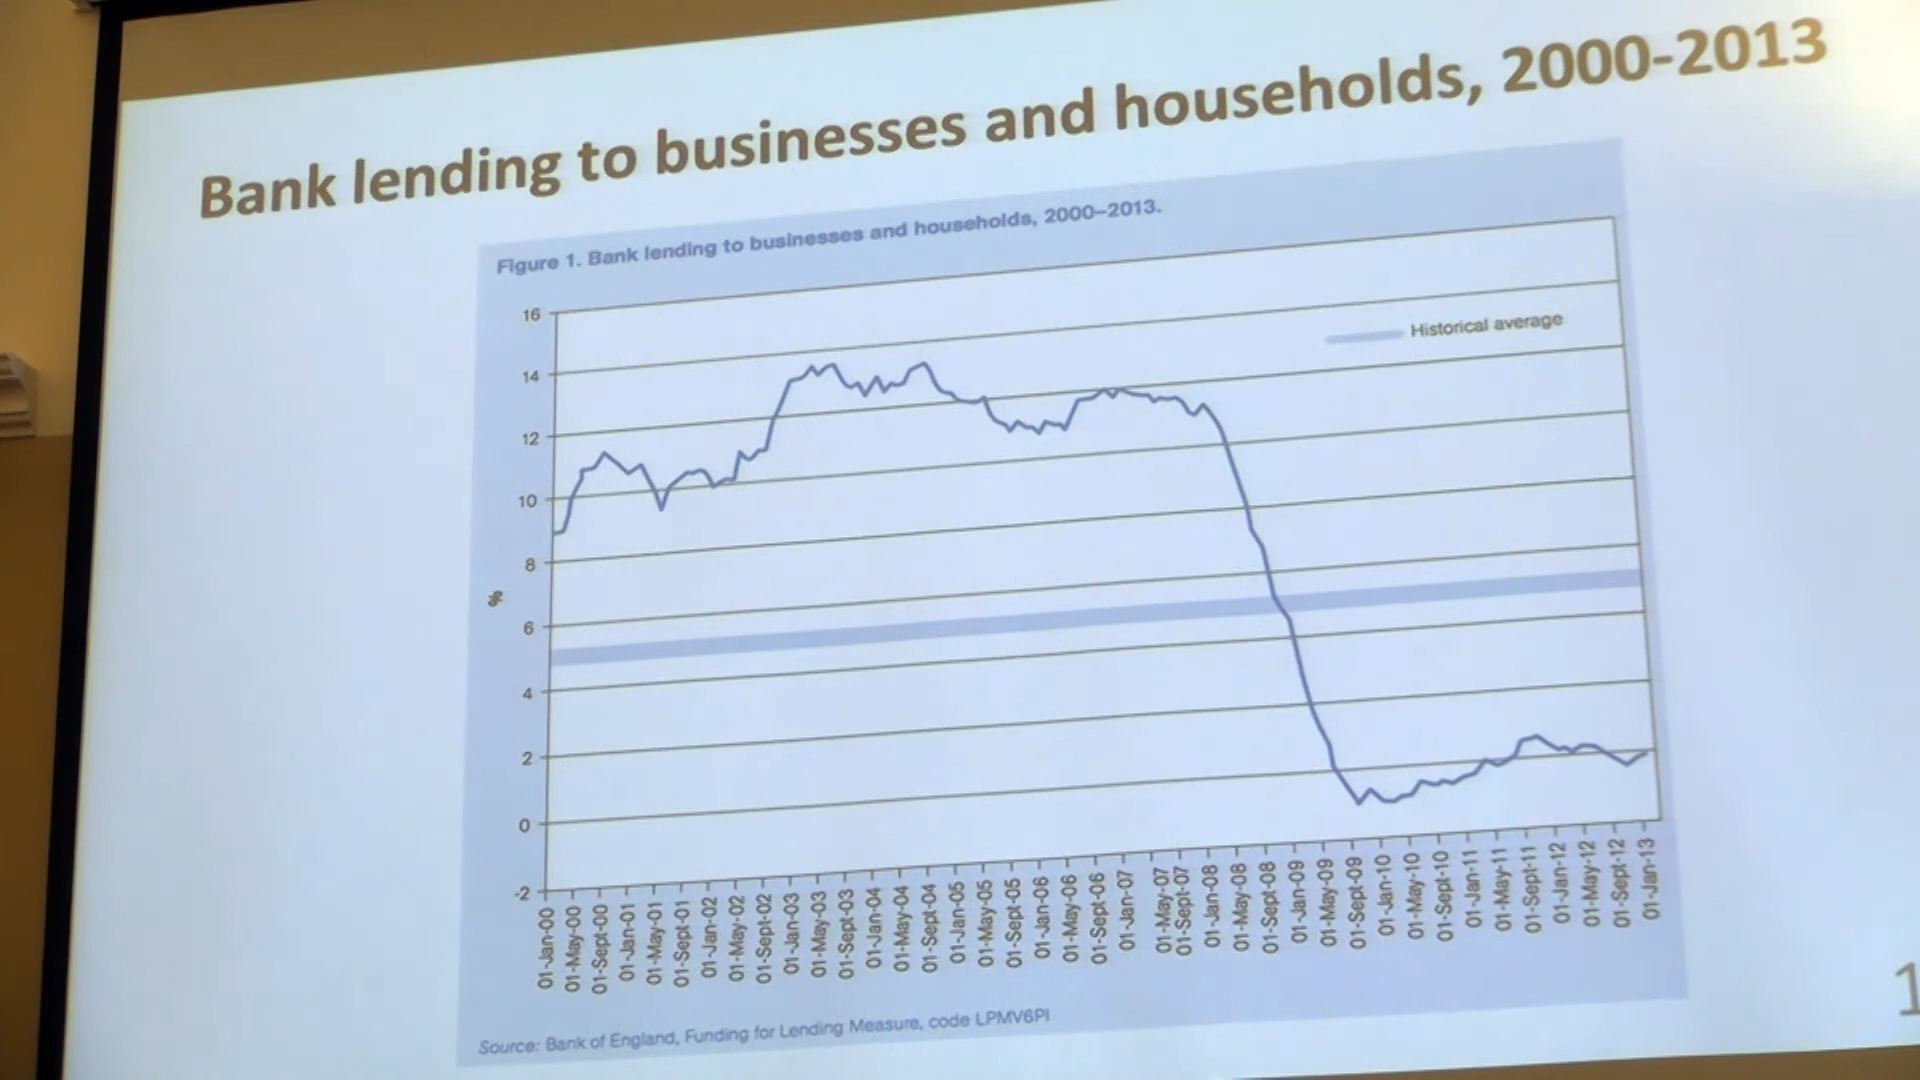 Bank lending to businesses and households, 2000-2013
Figure 1. Bank lending to businesses and households, 2000–2013.
16
14
12
10
8
6
4
2
0
-2
%
Historical average
01-Jan-00
01-May-00
01-Sept-00
01-Jan-01
01-May-01
01-Sept-01
01-Jan-02
01-May-02
01-Sept-02
01-Jan-03
01-May-03
01-Sept-03
01-Jan-04
01-May-04
01-Sept-04
01-Jan-05
01-May-05
01-Sept-05
01-Jan-06
01-May-06
01-Sept-06
01-Jan-07
01-May-07
01-Sept-07
01-Jan-08
01-May-08
01-Sept-08
01-Jan-09
01-May-09
01-Sept-09
01-Jan-10
01-May-10
01-Sept-10
01-Jan-11
01-May-11
01-Sept-11
01-Jan-12
01-May-12
01-Sept-12
01-Jan-13
Source: Bank of England, Funding for Lending Measure, code LPMV6PI